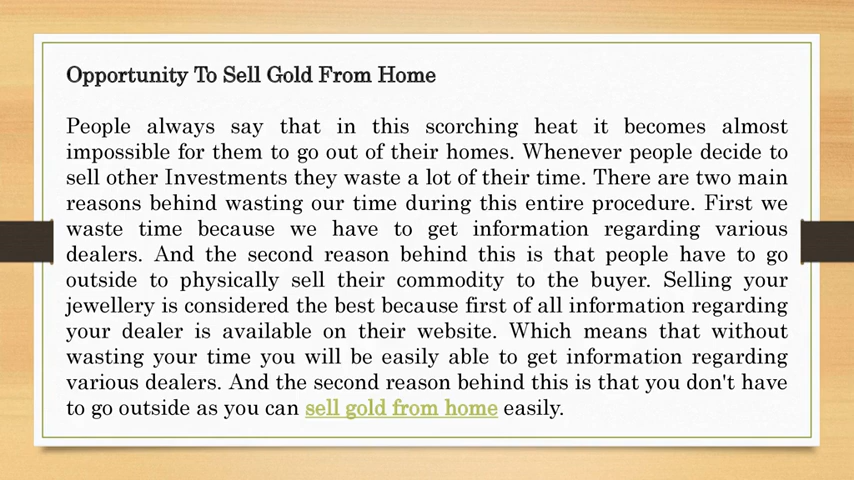 Opportunity To Sell Gold From Home
People always say that in this scorching heat it becomes almost
impossible for them to go out of their homes. Whenever people decide to
sell other Investments they waste a lot of their time. There are two main
reasons behind wasting our time during this entire procedure. First we
waste time because we have to get information regarding various
dealers. And the second reason behind this is that people have to go
outside to physically sell their commodity to the buyer. Selling your
jewellery is considered the best because first of all information regarding
your dealer is available on their website. Which means that without
wasting your time you will be easily able to get information regarding
various dealers. And the second reason behind this is that you don't have
to go outside as you can sell gold from home easily.